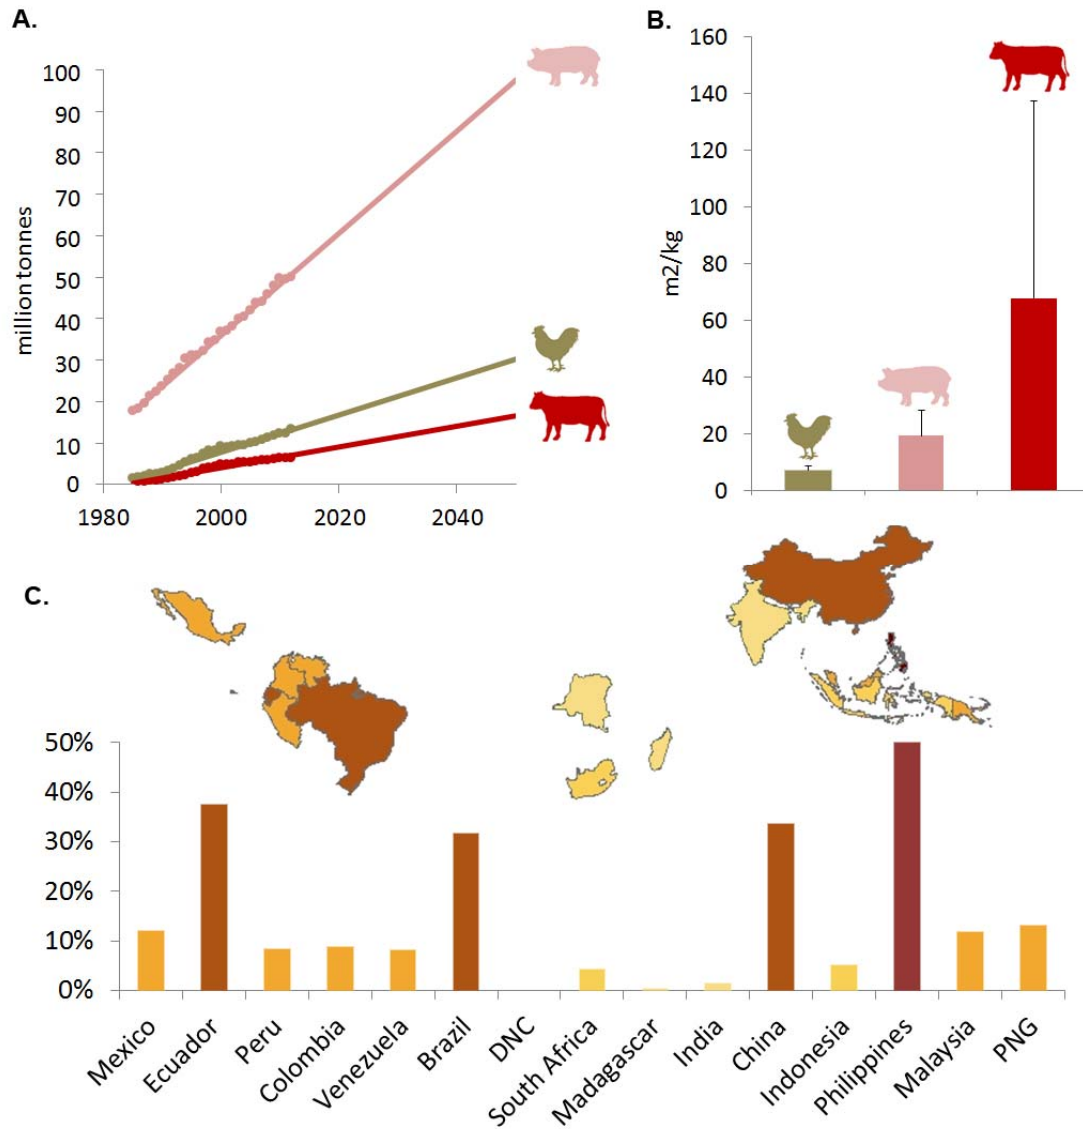 A.
million tonnes
100
90
80
70
60
50
40
30
20
10
0
1980 2000 2020 2040
B.
m2/kg
160
140
120
100
80
60
40
20
0
C.
50%
40%
30%
20%
10%
0%
Mexico
Ecuador
Peru
Colombia
Venezuela
Brazil
DNC
South Africa
Madagascar
India
China
Indonesia
Philippines
Malaysia
PNG